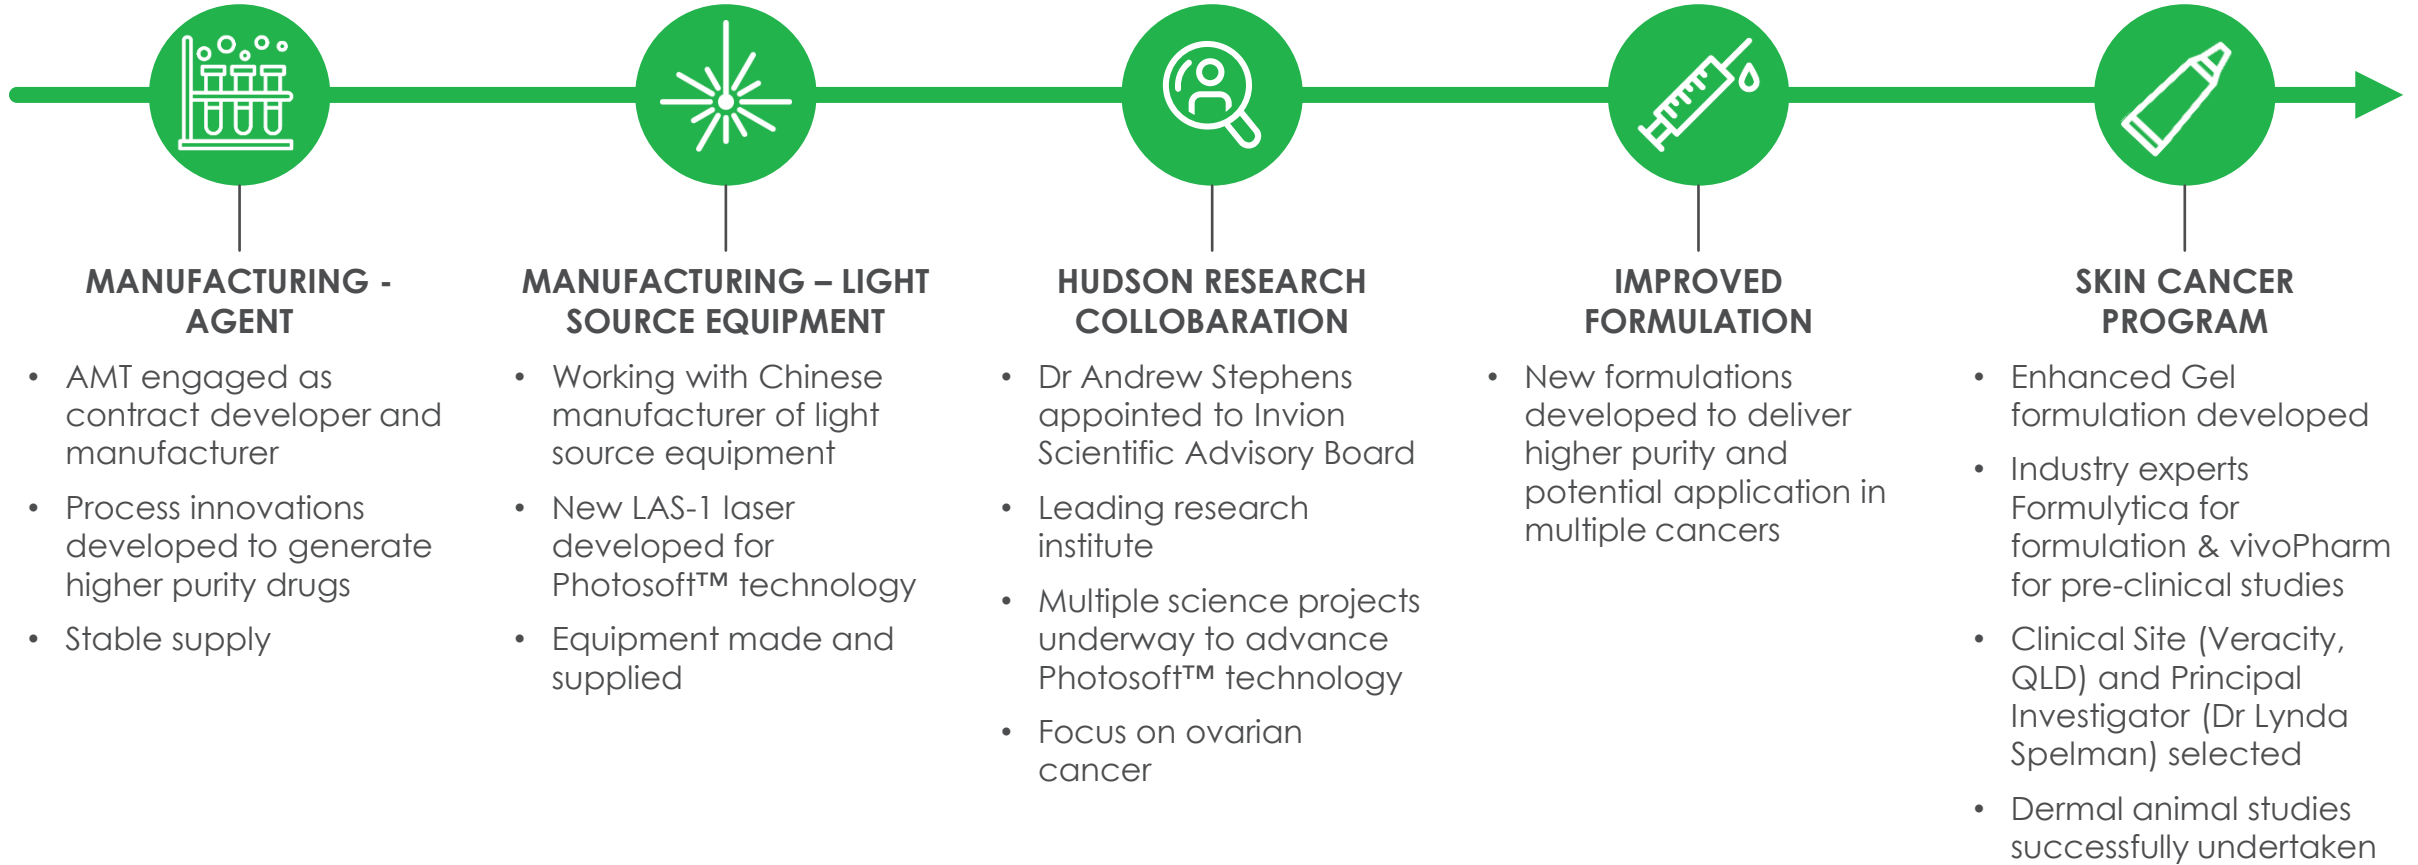 MANUFACTURING -
AGENT
• AMT engaged as
contract developer and
manufacturer
• Process innovations
developed to generate
higher purity drugs
• Stable supply
MANUFACTURING – LIGHT
SOURCE EQUIPMENT
• Working with Chinese
manufacturer of light
source equipment
• New LAS-1 laser
developed for
Photosoft™ technology
• Equipment made and
supplied
HUDSON RESEARCH
COLLOBARATION
• Dr Andrew Stephens
appointed to Invion
Scientific Advisory Board
• Leading research
institute
• Multiple science projects
underway to advance
Photosoft™ technology
• Focus on ovarian
cancer
IMPROVED
FORMULATION
• New formulations
developed to deliver
higher purity and
potential application in
multiple cancers
SKIN CANCER
PROGRAM
• Enhanced Gel
formulation developed
• Industry experts
Formulytica for
formulation & vivoPharm
for pre-clinical studies
• Clinical Site (Veracity,
QLD) and Principal
Investigator (Dr Lynda
Spelman) selected
• Dermal animal studies
successfully undertaken